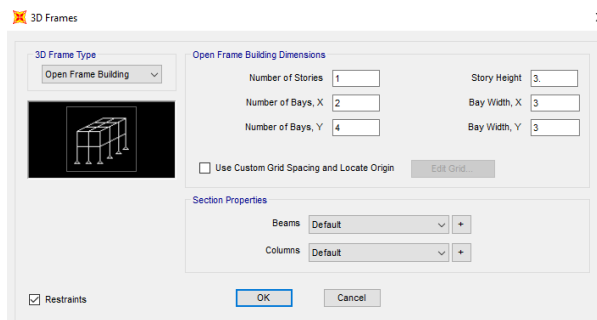 3D Frames
3D Frame Type
Open Frame Building
Open Frame Building Dimensions
Number of Stories 1 Story Height 3.
Number of Bays, X 2 Bay Width, X 3
Number of Bays, Y 4 Bay Width, Y 3
Use Custom Grid Spacing and Locate Origin Edit Grid...
Section Properties
Beams Default +
Columns Default +
Restraints OK Cancel